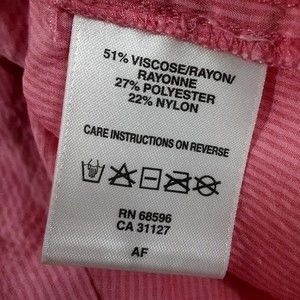 51% VISCOSE/RAYON/
RAYONNE
27% POLYESTER
22% NYLON
CARE INSTRUCTIONS ON REVERSE
RN 68596
CA 31127
AF